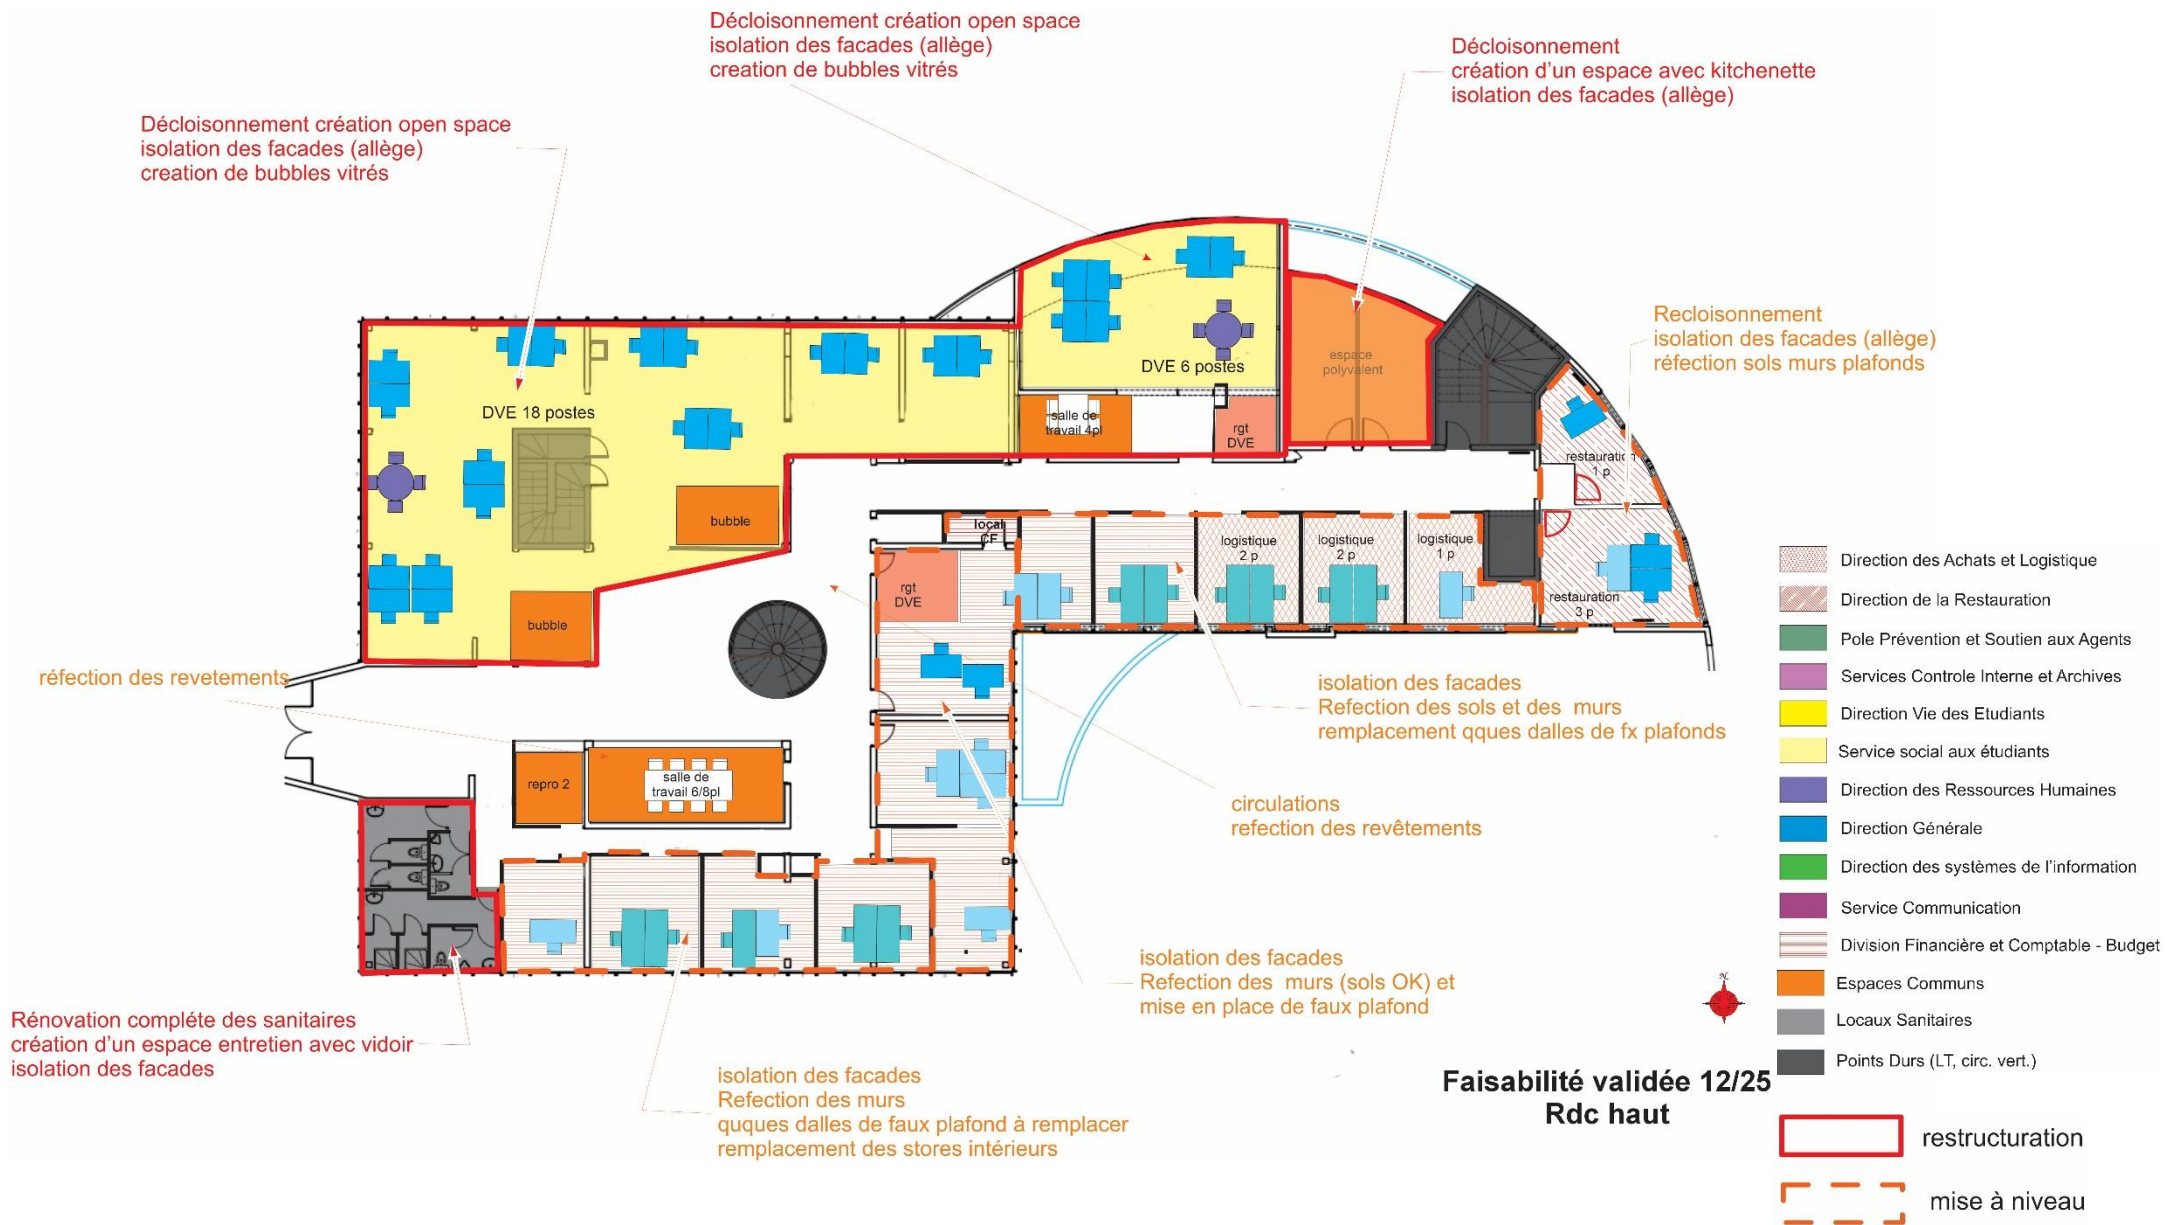 Décloisonnement création open space
isolation des facades (allège)
creation de bubbles vitrés
Décloisonnement
création d'un espace avec kitchenette
isolation des facades (allège)
Décloisonnement création open space
isolation des facades (allège)
creation de bubbles vitrés
Recloisonnement
isolation des facades (allège)
réfection sols murs plafonds
DVE 6 postes
espace
polyvalent
DVE 18 postes
salle de
travail 4pl
rgt
DVE
restauration
1 p
bubble
local
CF
logistique
2 p
logistique
2 p
logistique
1 p
rgt
DVE
restauration
3 p
bubble
réfection des revetements
isolation des facades
Refection des sols et des murs
remplacement qques dalles de fx plafonds
repro 2
salle de
travail 6/8pl
circulations
refection des revêtements
isolation des facades
Refection des murs (sols OK) et
mise en place de faux plafond
Rénovation compléte des sanitaires
création d'un espace entretien avec vidoir
isolation des facades
isolation des facades
Refection des murs
quques dalles de faux plafond à remplacer
remplacement des stores intérieurs
Direction des Achats et Logistique
Direction de la Restauration
Pole Prévention et Soutien aux Agents
Services Controle Interne et Archives
Direction Vie des Etudiants
Service social aux étudiants
Direction des Ressources Humaines
Direction Générale
Direction des systèmes de l'information
Service Communication
Division Financière et Comptable - Budget
Espaces Communs
Locaux Sanitaires
Points Durs (LT, circ. vert.)
N
Faisabilité validée 12/25
Rdc haut
restructuration
mise à niveau